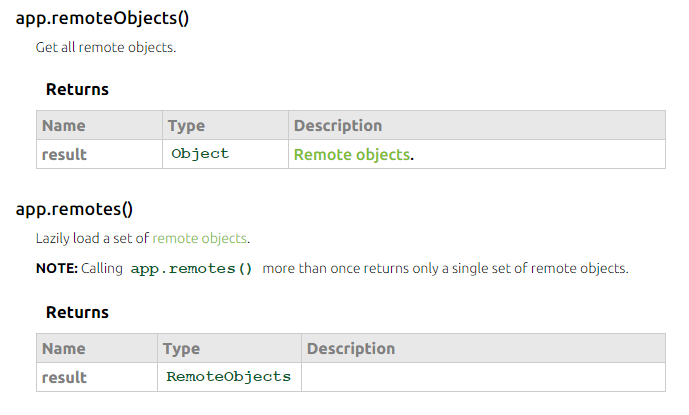 app.remoteObjects()
Get all remote objects.
Returns
Name Type Description
result Object Remote objects.
app.remotes()
Lazily load a set of remote objects.
NOTE: Calling app.remotes() more than once returns only a single set of remote objects.
Returns
Name Type Description
result RemoteObjects